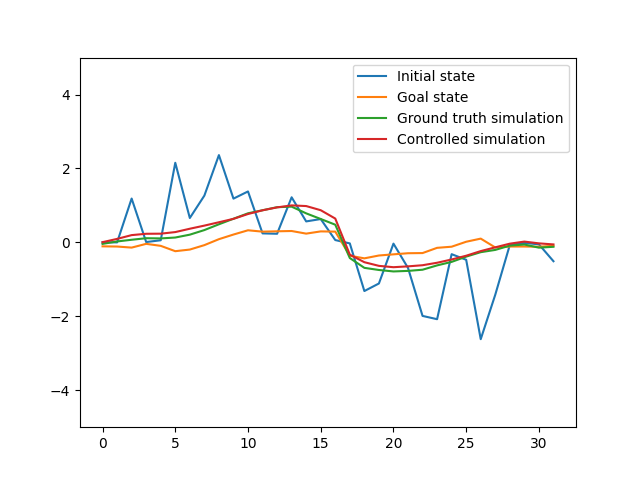 Initial state
Goal state
Ground truth simulation
Controlled simulation
4
2
0
−2
−4
0 5 10 15 20 25 30